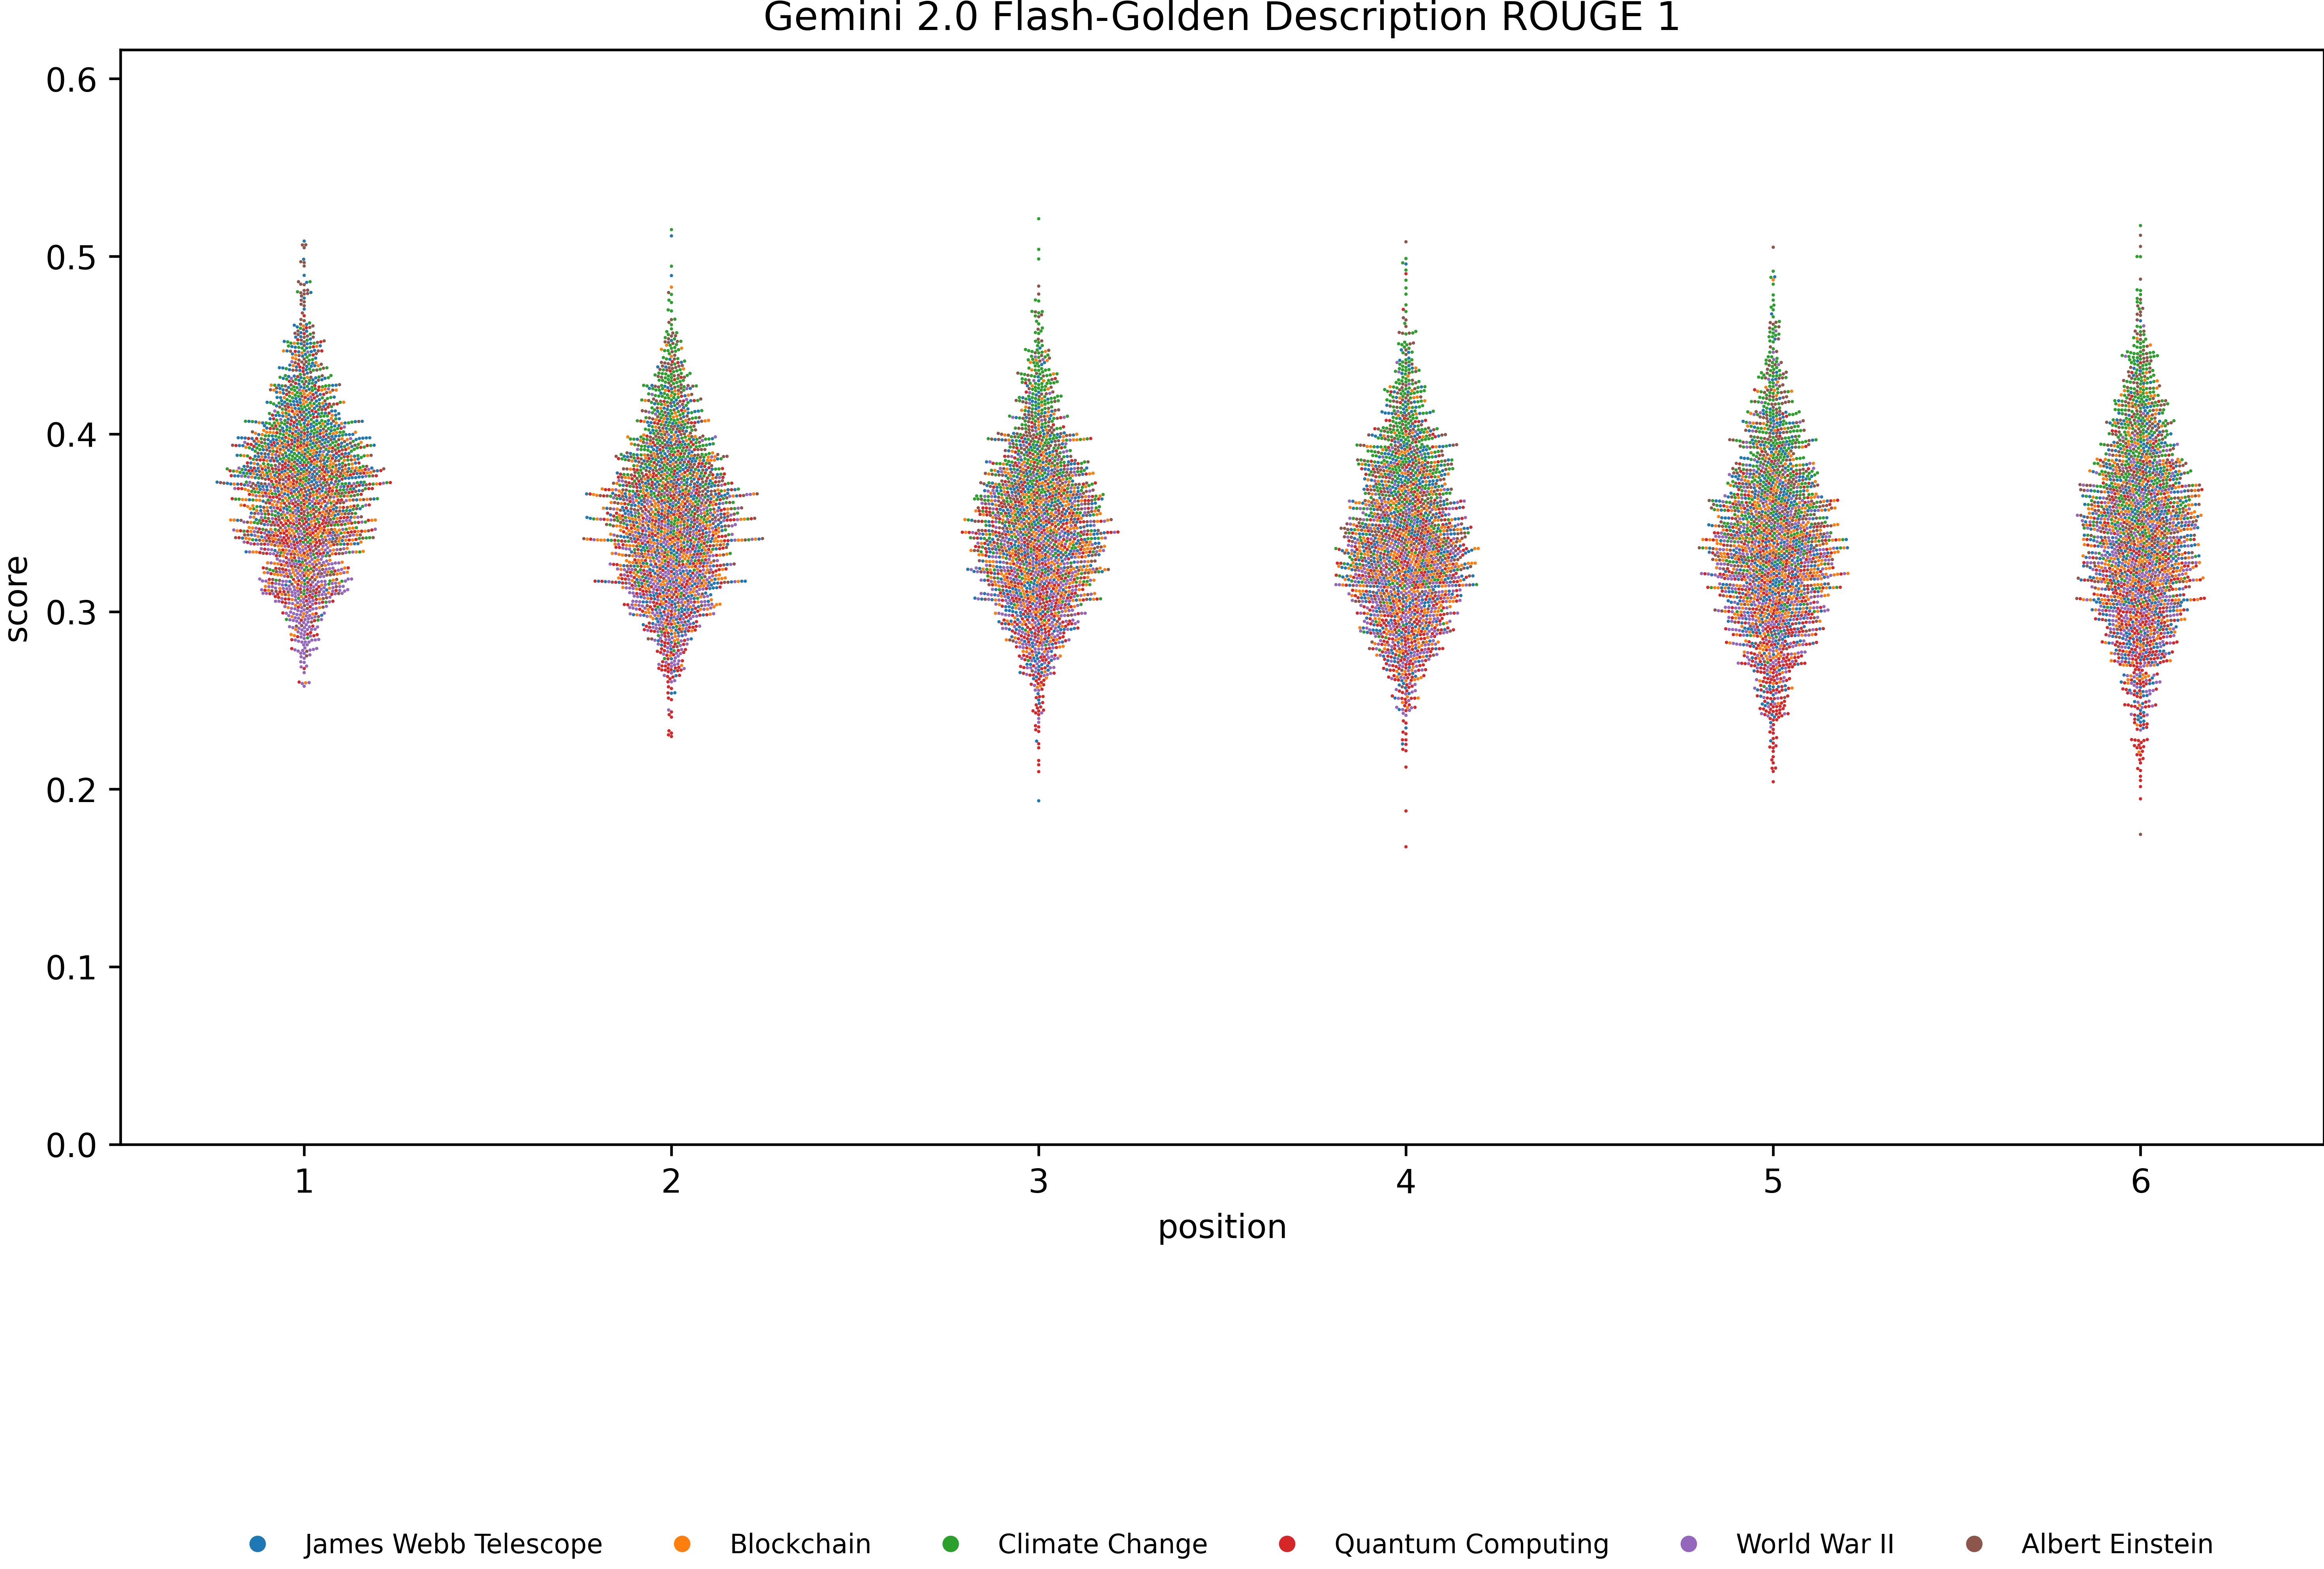 Gemini 2.0 Flash-Golden Description ROUGE 1
0.6
0.5
0.4
0.3
0.2
0.1
0.0
score
1 2 3 4 5 6
position
James Webb Telescope Blockchain Climate Change Quantum Computing World War II Albert Einstein